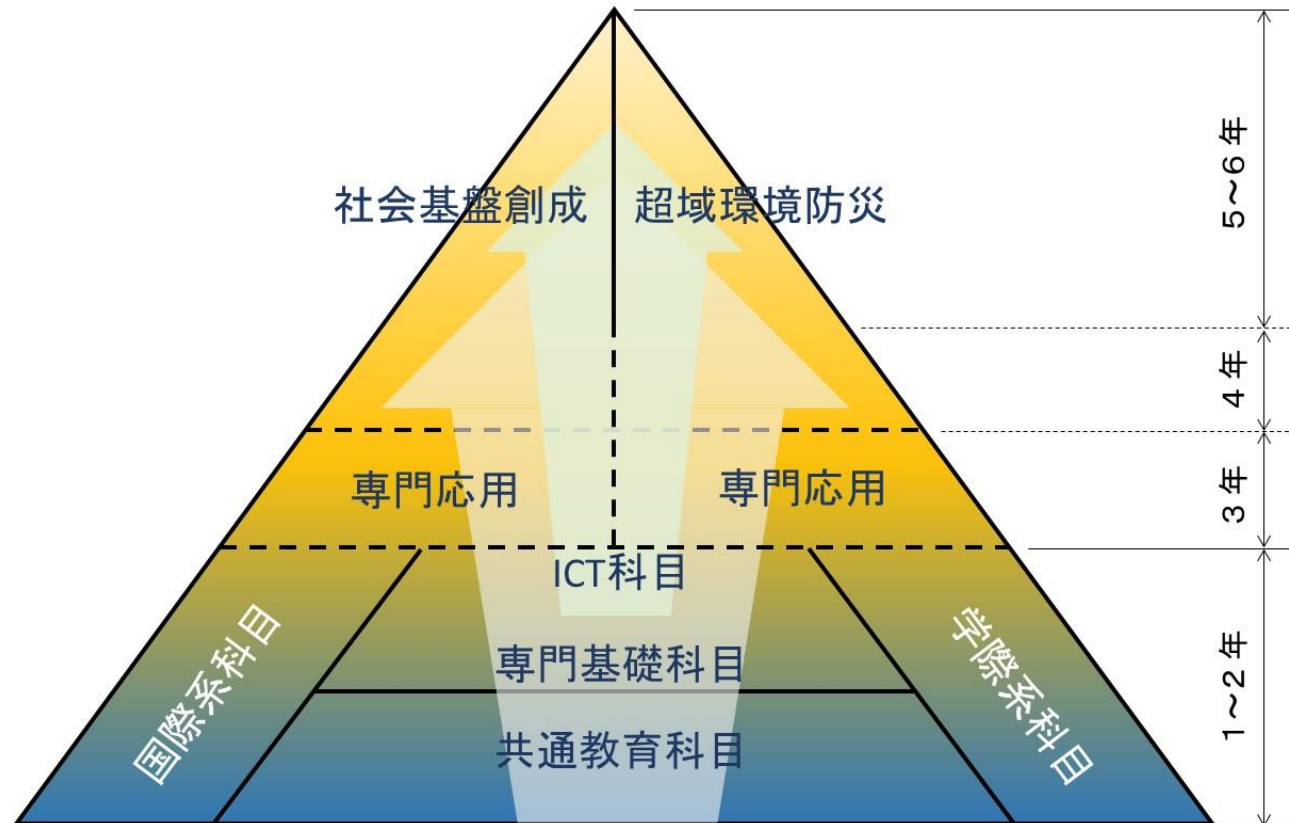 社会基盤創成
超域環境防災
専門応用
専門応用
ICT科目
専門基礎科目
共通教育科目
国際系科目
学際系科目
5～6年
4年
3年
1～2年